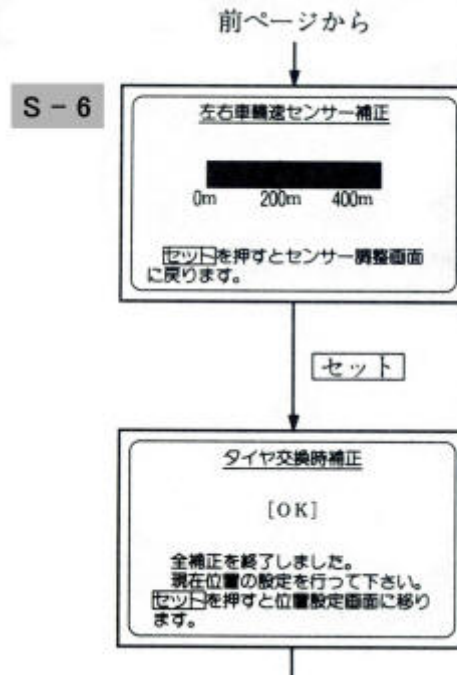 前ページから
S-6
左右車輪速センサー補正
0m 200m 400m
セットを押すとセンサー調整画面
に戻ります。
セット
タイヤ交換時補正
[OK]
全補正を終了しました。
現在位置の設定を行って下さい。
セットを押すと位置設定画面に移り
ます。